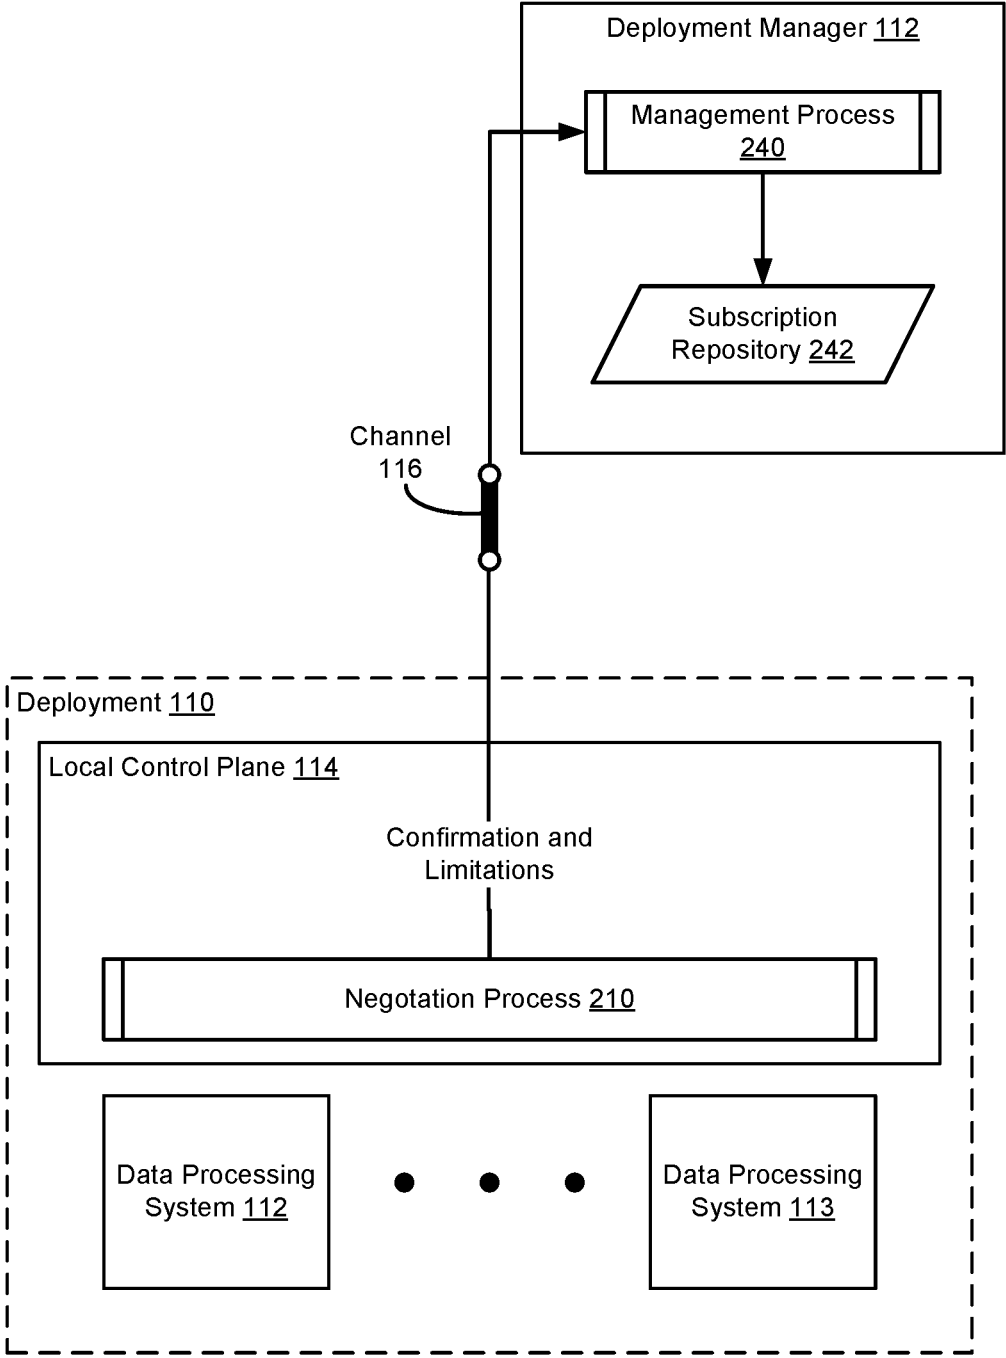 Deployment Manager 112
Management Process
240
Subscription
Repository 242
Channel
116
Deployment 110
Local Control Plane 114
Confirmation and
Limitations
Negotation Process 210
Data Processing
System 112
Data Processing
System 113